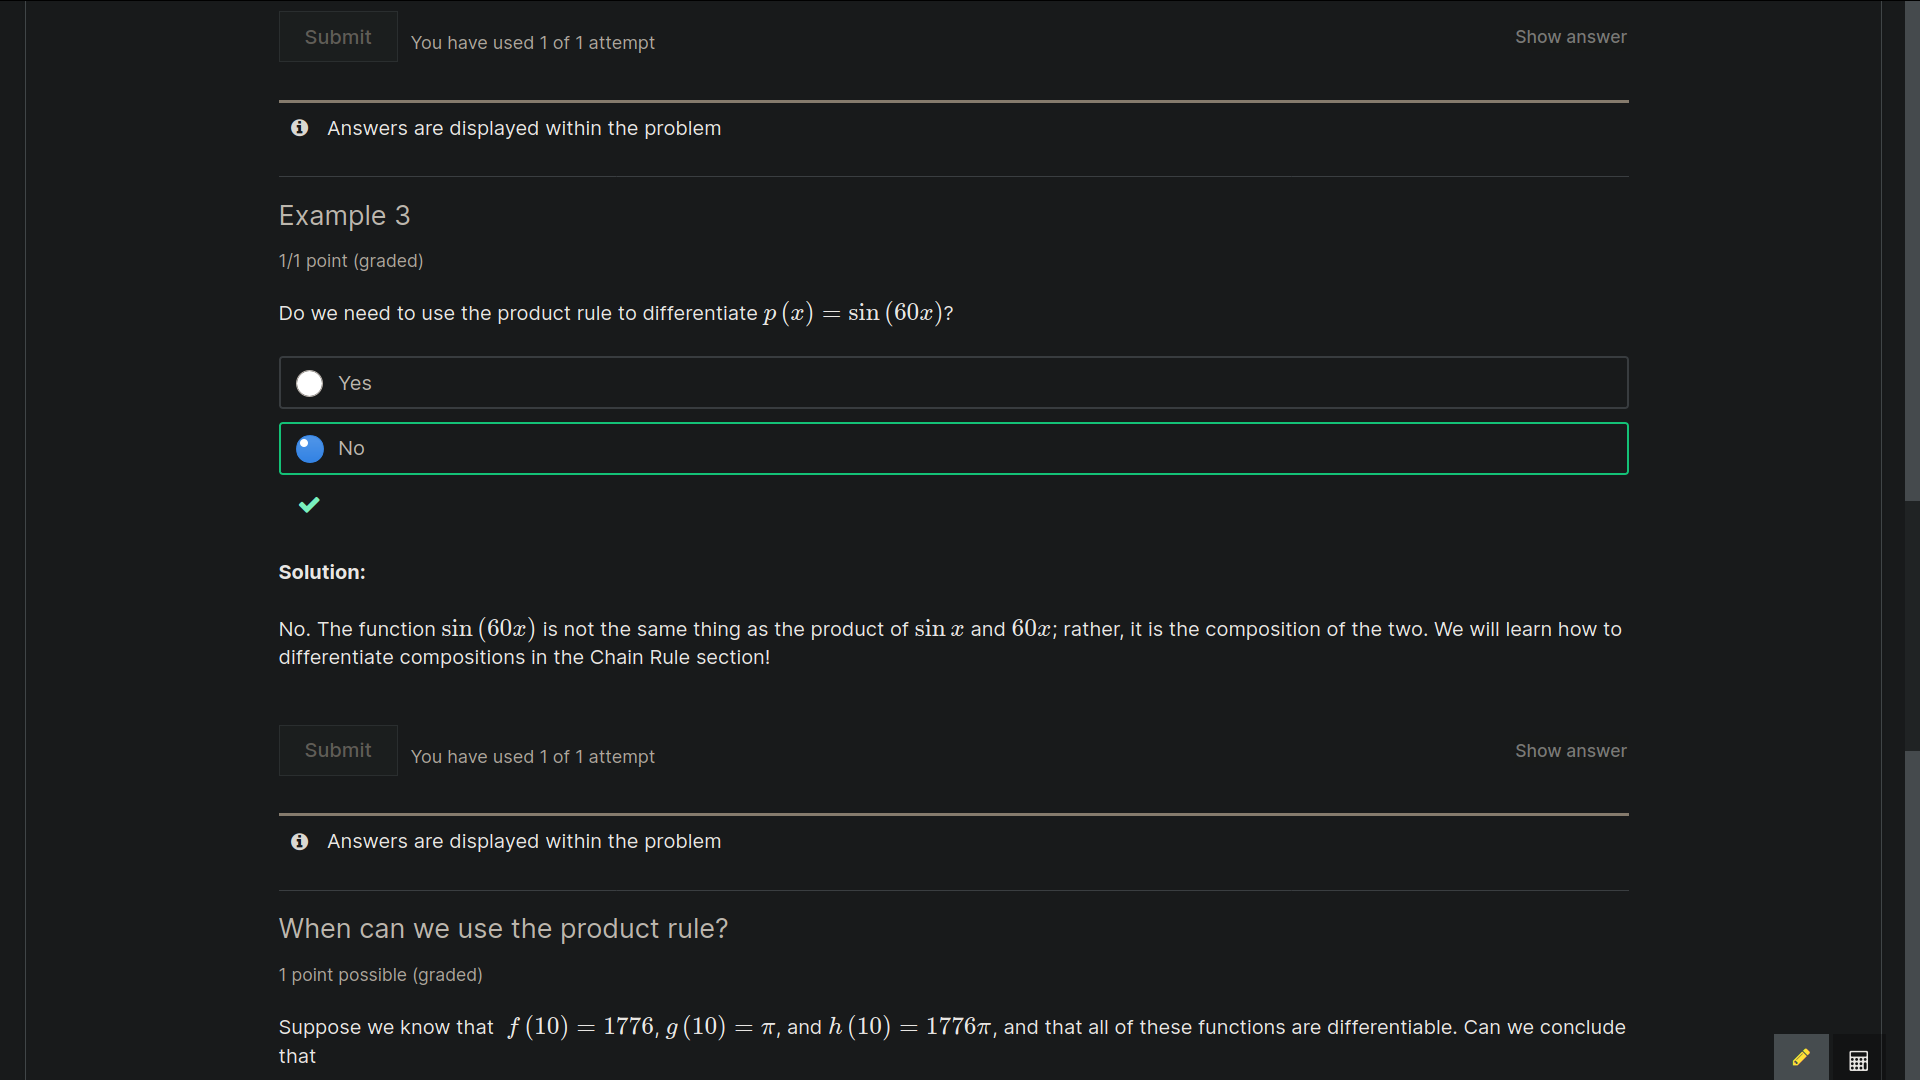 Submit
You have used 1 of 1 attempt
Show answer
Answers are displayed within the problem
Example 3
1/1 point (graded)
Do we need to use the product rule to differentiate p (x) = sin (60x)?
Yes
No
Solution:
No. The function sin (60x) is not the same thing as the product of sin x and 60x; rather, it is the composition of the two. We will learn how to
differentiate compositions in the Chain Rule section!
Submit
You have used 1 of 1 attempt
Show answer
Answers are displayed within the problem
When can we use the product rule?
1 point possible (graded)
Suppose we know that f (10) = 1776, g (10) = π, and h (10) = 1776π, and that all of these functions are differentiable. Can we conclude
that